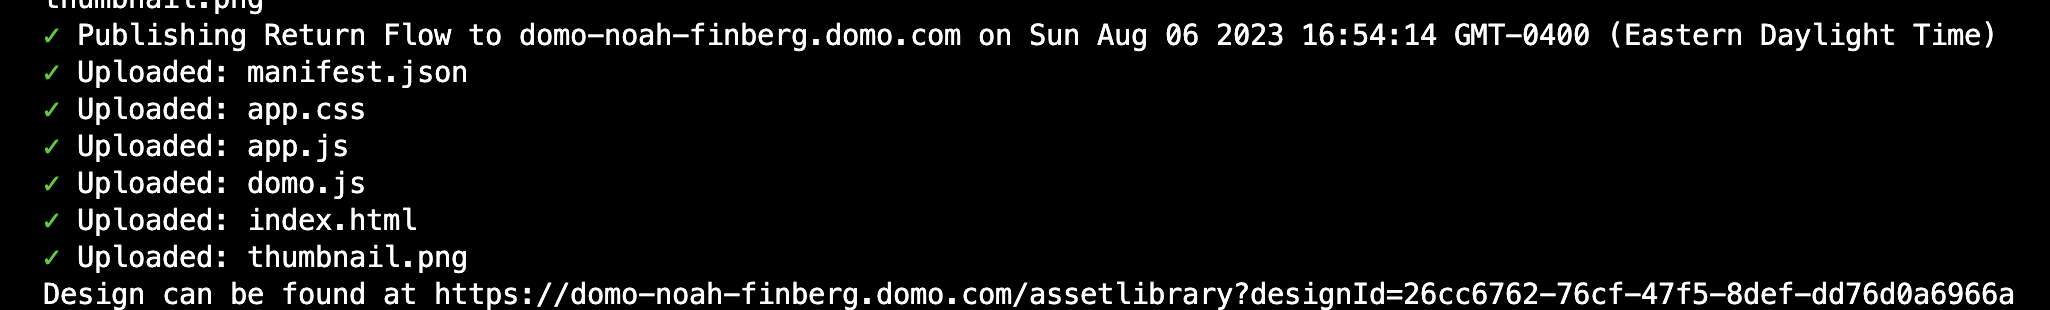 thumbnail.png
✓ Publishing Return Flow to domo-noah-finberg.domo.com on Sun Aug 06 2023 16:54:14 GMT-0400 (Eastern Daylight Time)
✓ Uploaded: manifest.json
✓ Uploaded: app.css
✓ Uploaded: app.js
✓ Uploaded: domo.js
✓ Uploaded: index.html
✓ Uploaded: thumbnail.png
Design can be found at https://domo-noah-finberg.domo.com/assetlibrary?designId=26cc6762-76cf-47f5-8def-dd76d0a6966a